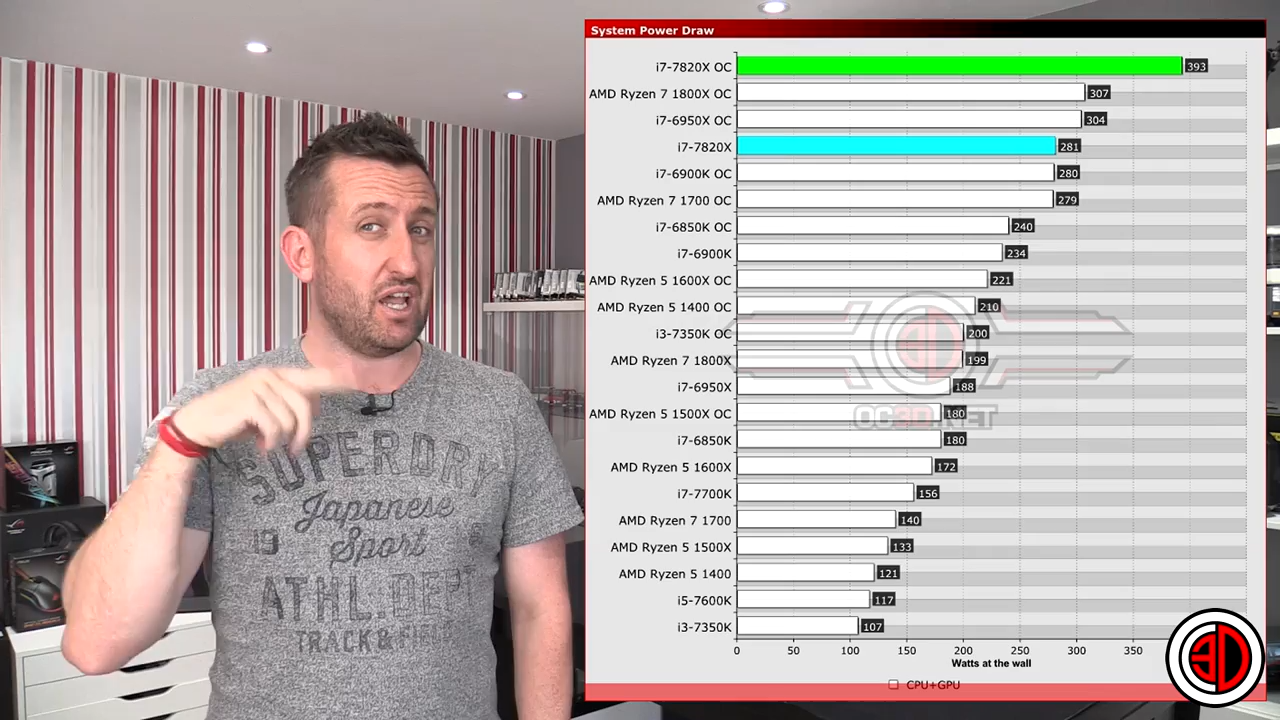 System Power Draw
i7-7820X OC 393
AMD Ryzen 7 1800X OC 307
i7-6950X OC 304
i7-7820X 281
i7-6900K OC 280
AMD Ryzen 7 1700 OC 279
i7-6850K OC 240
i7-6900K 234
AMD Ryzen 5 1600X OC 221
AMD Ryzen 5 1400 OC 210
i3-7350K OC 200
AMD Ryzen 7 1800X 199
i7-6950X 188
AMD Ryzen 5 1500X OC 180
i7-6850K 180
AMD Ryzen 5 1600X 172
i7-7700K 156
AMD Ryzen 7 1700 140
AMD Ryzen 5 1500X 133
AMD Ryzen 5 1400 121
i5-7600K 117
i3-7350K 107
0 50 100 150 200 250 300 350
Watts at the wall
CPU+GPU
OC3D.NET
3D
SUPERDRY
Japanese
Sport
ATHL.DEP
TRACK&FI